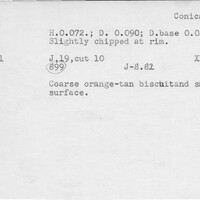 Conica
H.0.072.; D. 0.090; D.base 0.0
Slightly chipped at rim.
1 J,19,cut 10 X
899 J-8.82
Coarse orange-tan biscuitand s
surface.